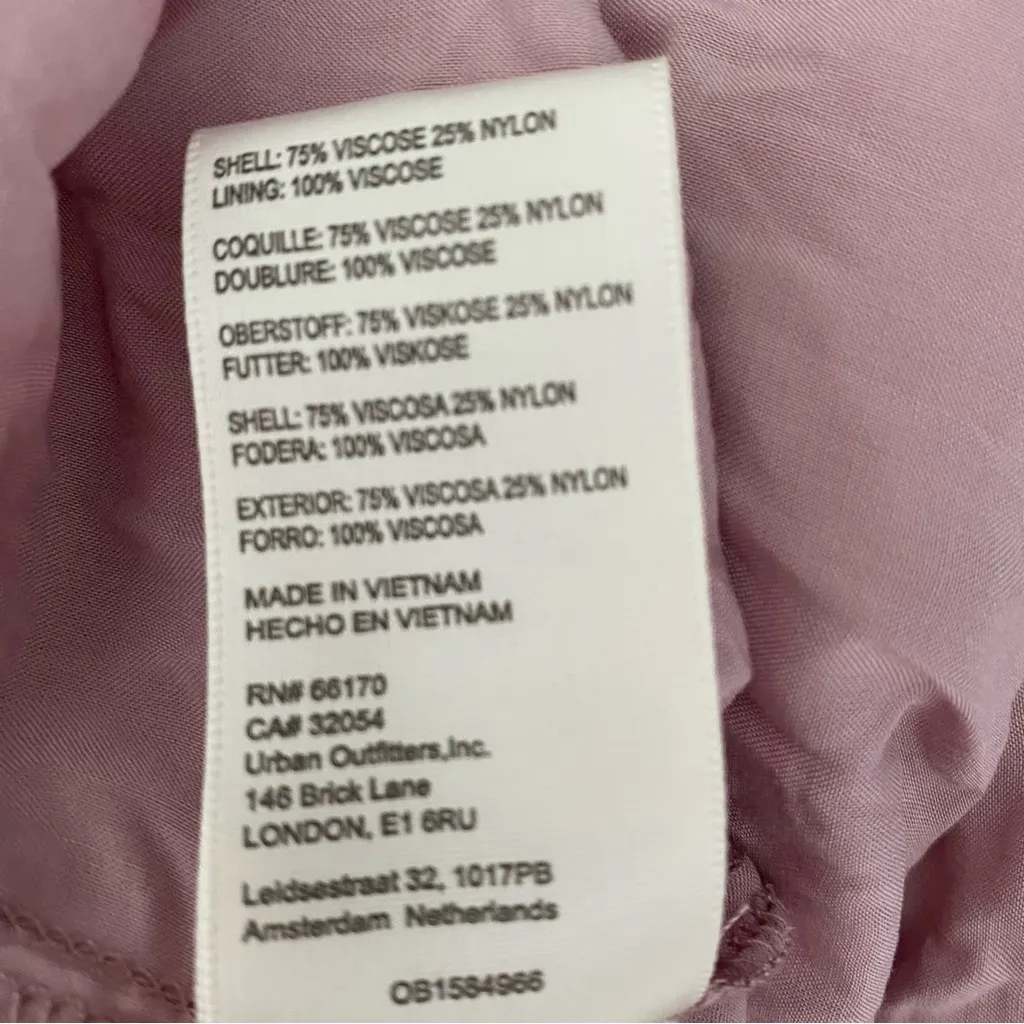 SHELL: 75% VISCOSE 25% NYLON
LINING: 100% VISCOSE
COQUILLE: 75% VISCOSE 25% NYLON
DOUBLURE: 100% VISCOSE
OBERSTOFF: 75% VISKOSE 25% NYLON
FUTTER: 100% VISKOSE
SHELL: 75% VISCOSA 25% NYLON
FODERA: 100% VISCOSA
EXTERIOR: 75% VISCOSA 25% NYLON
FORRO: 100% VISCOSA
MADE IN VIETNAM
HECHO EN VIETNAM
RN# 66170
CA# 32054
Urban Outfitters,Inc.
146 Brick Lane
LONDON, E1 6RU
Leidsestraat 32, 1017PB
Amsterdam Netherlands
OB1584966